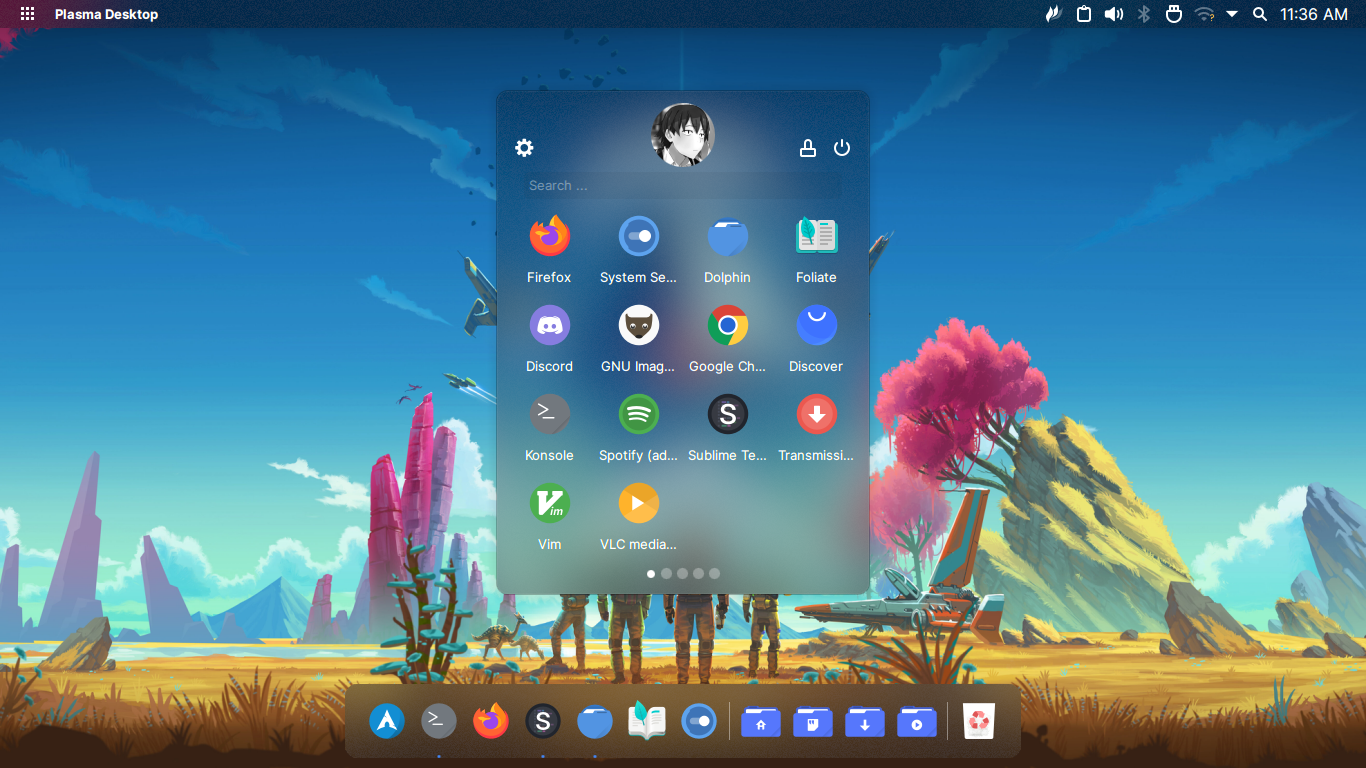 Plasma Desktop
11:36 AM
Search ...
Firefox
System Se...
Dolphin
Foliate
Discord
GNU Imag...
Google Ch...
Discover
Konsole
Spotify (ad...
Sublime Te...
Transmissi...
Vim
VLC media...